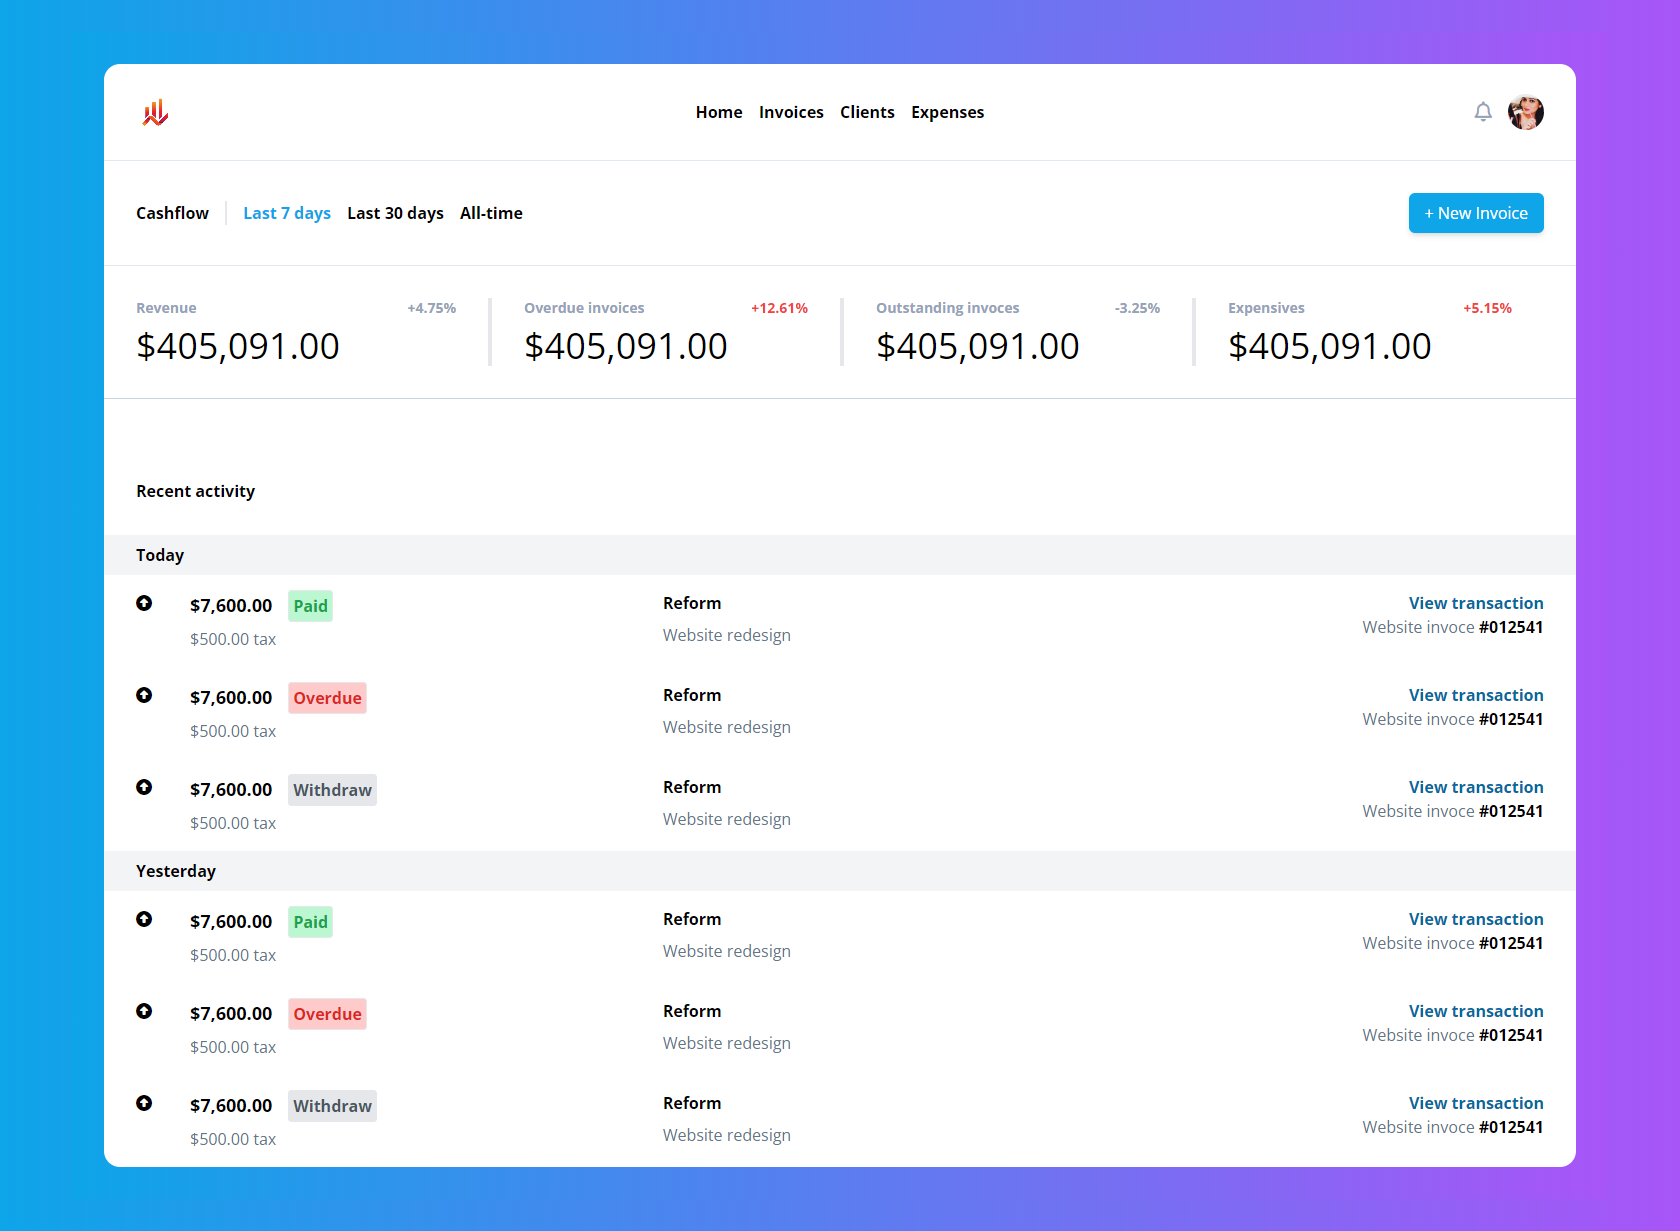 Home Invoices Clients Expenses
Cashflow Last 7 days Last 30 days All-time + New Invoice
Revenue +4.75% Overdue invoices +12.61% Outstanding invoces -3.25% Expensives +5.15%
$405,091.00 $405,091.00 $405,091.00 $405,091.00
Recent activity
Today
$7,600.00 Paid Reform View transaction
$500.00 tax Website redesign Website invoce #012541
$7,600.00 Overdue Reform View transaction
$500.00 tax Website redesign Website invoce #012541
$7,600.00 Withdraw Reform View transaction
$500.00 tax Website redesign Website invoce #012541
Yesterday
$7,600.00 Paid Reform View transaction
$500.00 tax Website redesign Website invoce #012541
$7,600.00 Overdue Reform View transaction
$500.00 tax Website redesign Website invoce #012541
$7,600.00 Withdraw Reform View transaction
$500.00 tax Website redesign Website invoce #012541